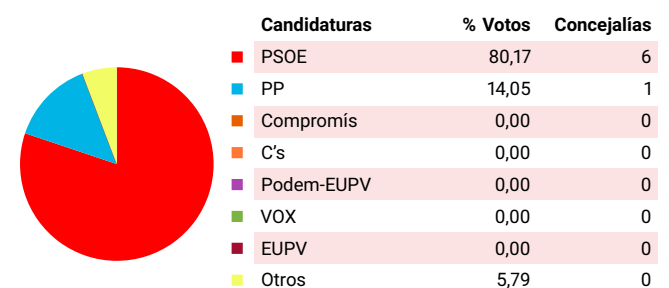 Candidaturas % Votos Concejalías
PSOE 80,17 6
PP 14,05 1
Compromís 0,00 0
C's 0,00 0
Podem-EUPV 0,00 0
VOX 0,00 0
EUPV 0,00 0
Otros 5,79 0